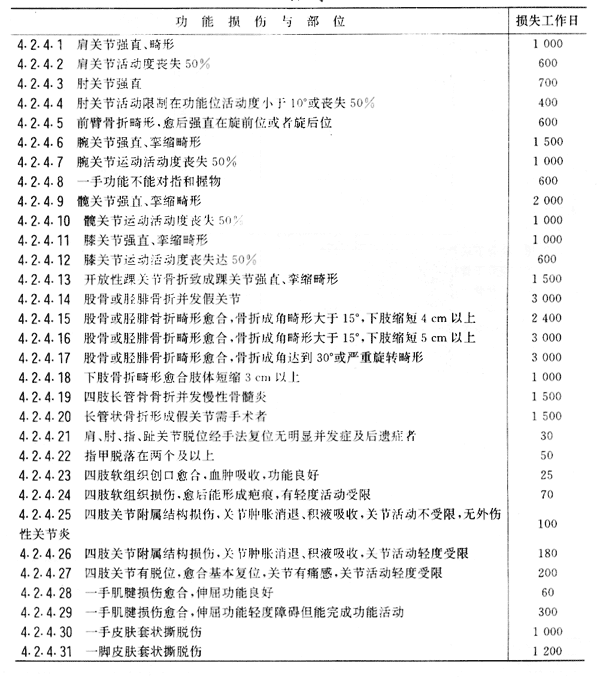 功能损伤与部位 损失工作日
4.2.4.1 肩关节强直、畸形 1 000
4.2.4.2 肩关节活动度丧失50% 600
4.2.4.3 肘关节强直 700
4.2.4.4 肘关节活动限制在功能位活动度小于10°或丧失50% 400
4.2.4.5 前臂骨折畸形,愈后强直在旋前位或者旋后位 600
4.2.4.6 腕关节强直、挛缩畸形 1 500
4.2.4.7 腕关节运动活动度丧失50% 1 000
4.2.4.8 一手功能不能对指和握物 600
4.2.4.9 髋关节强直、挛缩畸形 2 000
4.2.4.10 髋关节运动活动度丧失50% 1 000
4.2.4.11 膝关节强直、挛缩畸形 1 000
4.2.4.12 膝关节运动活动度丧失达50% 600
4.2.4.13 开放性踝关节骨折致成踝关节强直、挛缩畸形 1 500
4.2.4.14 股骨或胫腓骨折并发假关节 3 000
4.2.4.15 股骨或胫腓骨折畸形愈合,骨折成角畸形大于15°,下肢缩短4 cm以上 2 400
4.2.4.16 股骨或胫腓骨折畸形愈合,骨折成角畸形大于15°,下肢缩短5 cm以上 3 000
4.2.4.17 股骨或胫腓骨折畸形愈合,骨折成角达到30°或严重旋转畸形 3 000
4.2.4.18 下肢骨折畸形愈合肢体短缩3 cm以上 1 000
4.2.4.19 四肢长管骨骨折并发慢性骨髓炎 1 500
4.2.4.20 长管状骨折形成假关节需手术者 1 500
4.2.4.21 肩、肘、指、趾关节脱位经手法复位无明显并发症及后遗症者 30
4.2.4.22 指甲脱落在两个及以上 50
4.2.4.23 四肢软组织创口愈合,血肿吸收,功能良好 25
4.2.4.24 四肢软组织损伤,愈后能形成疤痕,有轻度活动受限 70
4.2.4.25 四肢关节附属结构损伤,关节肿胀消退、积液吸收,关节活动不受限,无外伤
性关节炎 100
4.2.4.26 四肢关节附属结构损伤,关节肿胀消退、积液吸收,关节活动轻度受限 180
4.2.4.27 四肢关节有脱位,愈合基本复位,关节有痛感,关节活动轻度受限 200
4.2.4.28 一手肌腱损伤愈合,伸屈功能良好 60
4.2.4.29 一手肌腱损伤愈合,伸屈功能轻度障碍但能完成功能活动 300
4.2.4.30 一手皮肤套状撕脱伤 1 000
4.2.4.31 一脚皮肤套状撕脱伤 1 200